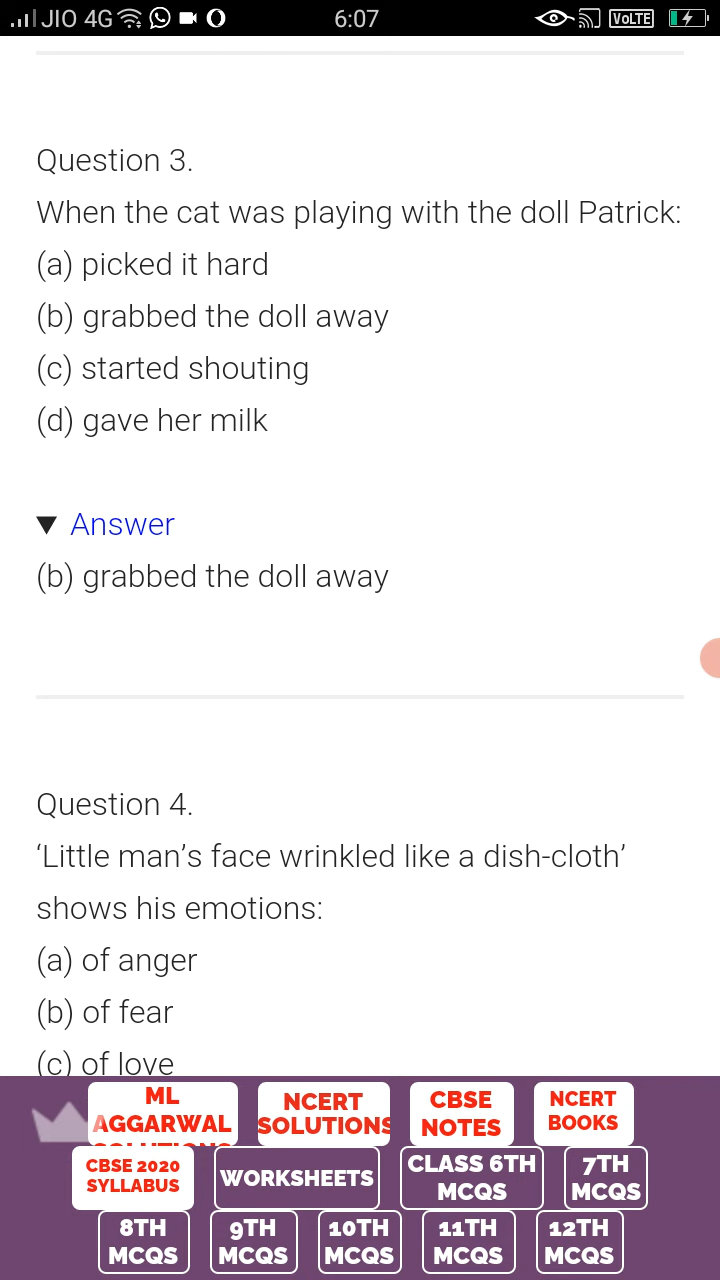 JIO 4G 6:07 VoLTE
Question 3.
When the cat was playing with the doll Patrick:
(a) picked it hard
(b) grabbed the doll away
(c) started shouting
(d) gave her milk
▼ Answer
(b) grabbed the doll away
Question 4.
‘Little man’s face wrinkled like a dish-cloth’
shows his emotions:
(a) of anger
(b) of fear
(c) of love
ML
AGGARWAL
SOLUTIONS
NCERT
SOLUTIONS
CBSE
NOTES
NCERT
BOOKS
CBSE 2020
SYLLABUS
WORKSHEETS
CLASS 6TH
MCQS
7TH
MCQS
8TH
MCQS
9TH
MCQS
10TH
MCQS
11TH
MCQS
12TH
MCQS